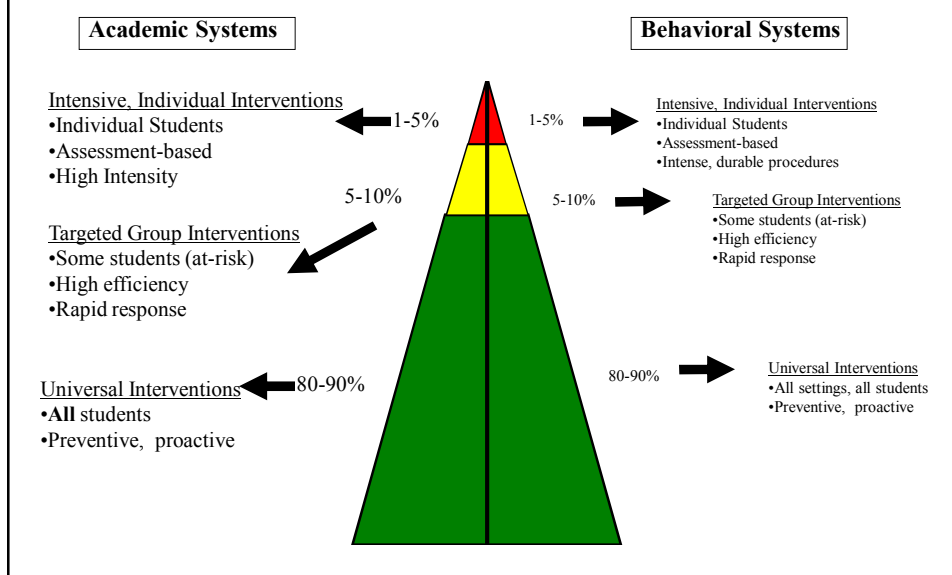 Academic Systems
Behavioral Systems
Intensive, Individual Interventions
•Individual Students
•Assessment-based
•High Intensity
1-5%
1-5%
Intensive, Individual Interventions
•Individual Students
•Assessment-based
•Intense, durable procedures
5-10%
Targeted Group Interventions
•Some students (at-risk)
•High efficiency
•Rapid response
5-10%
Targeted Group Interventions
•Some students (at-risk)
•High efficiency
•Rapid response
Universal Interventions
•All students
•Preventive, proactive
80-90%
80-90%
Universal Interventions
•All settings, all students
•Preventive, proactive